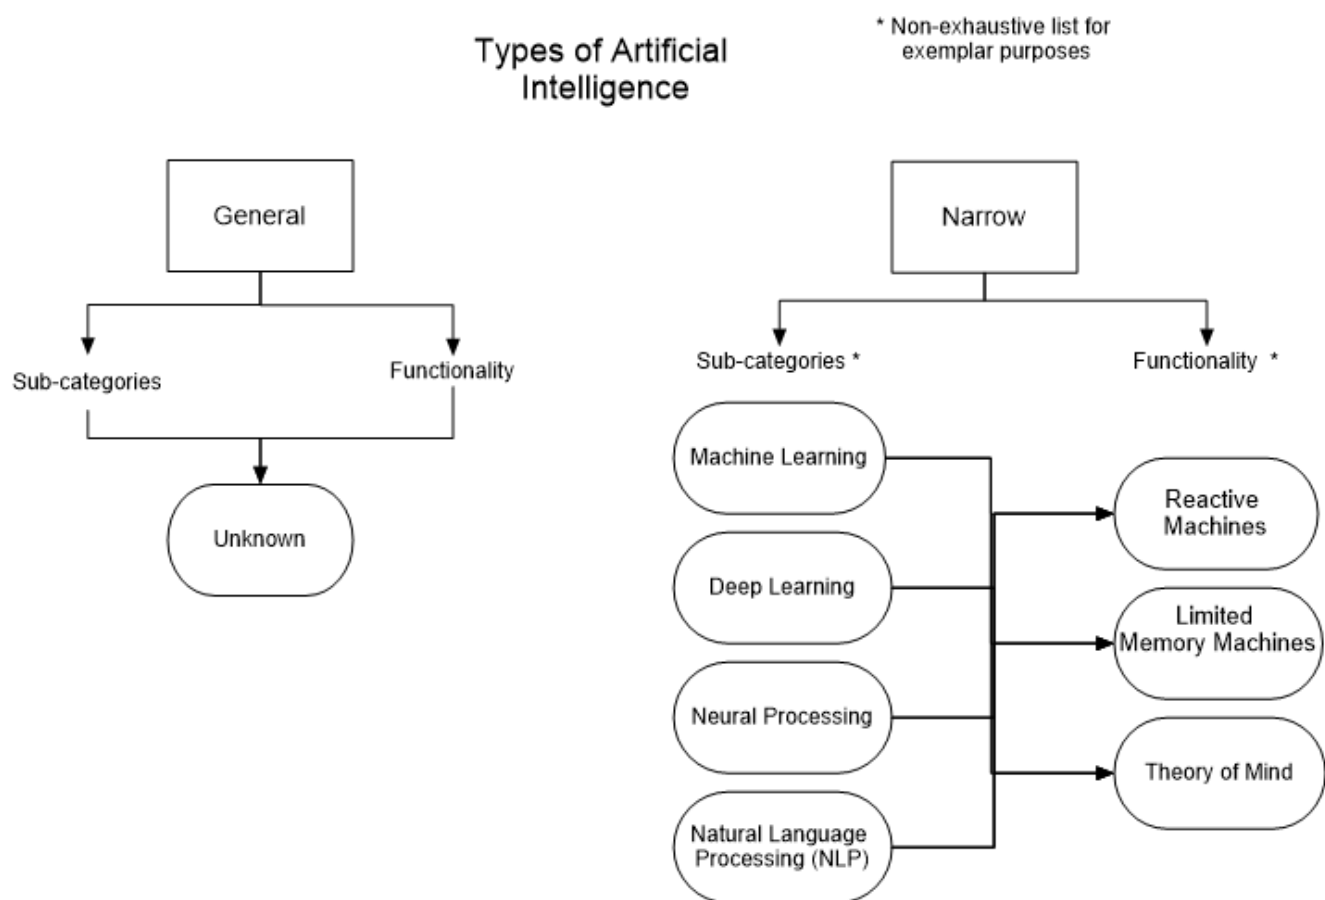 Types of Artificial
Intelligence
* Non-exhaustive list for
exemplar purposes
General
Sub-categories
Functionality
Unknown
Narrow
Sub-categories *
Functionality *
Machine Learning
Deep Learning
Neural Processing
Natural Language
Processing (NLP)
Reactive
Machines
Limited
Memory Machines
Theory of Mind